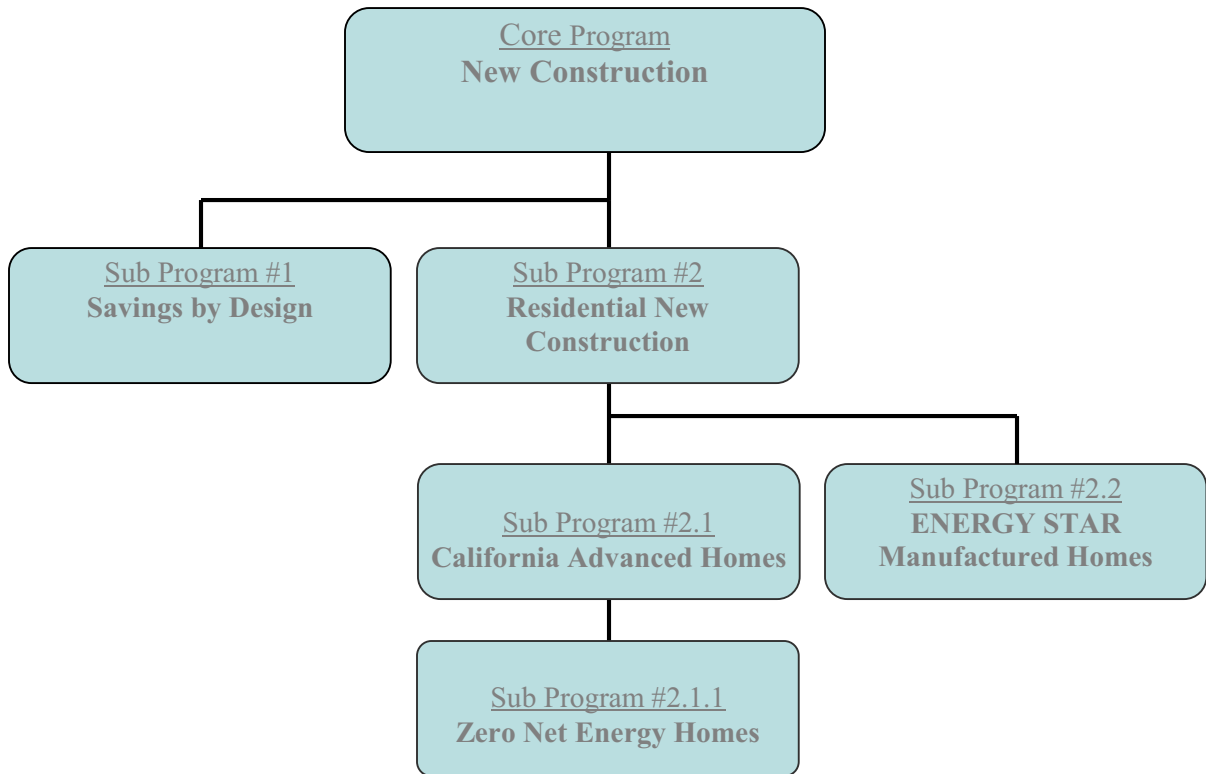 Core Program
New Construction
Sub Program #1
Savings by Design
Sub Program #2
Residential New
Construction
Sub Program #2.1
California Advanced Homes
Sub Program #2.2
ENERGY STAR
Manufactured Homes
Sub Program #2.1.1
Zero Net Energy Homes